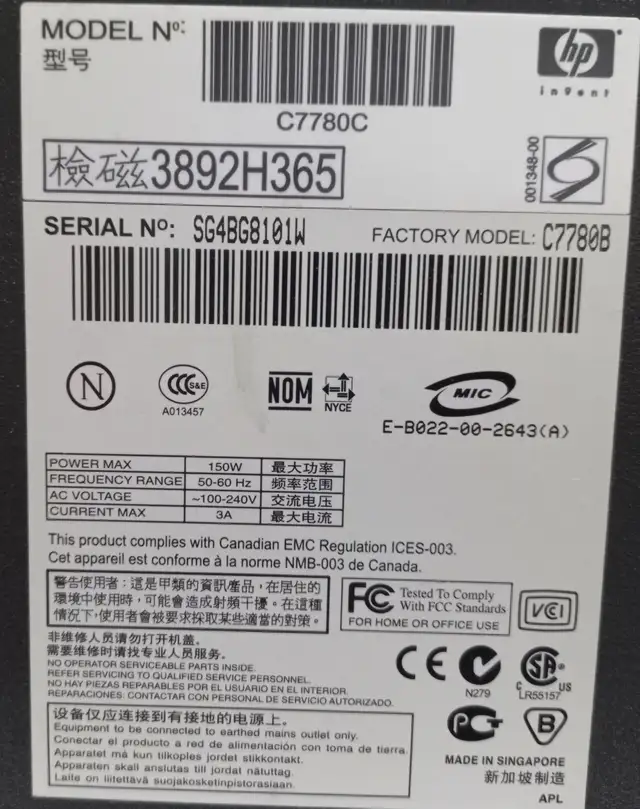 MODEL Nº:
型号
C7780C
hp
invent
檢磁3892H365
001348-00
SERIAL Nº: SG4BG8101W
FACTORY MODEL: C7780B
N
CCC S&E
A013457
NOM
NYCE
MIC
E-B022-00-2643(A)
POWER MAX 150W 最大功率
FREQUENCY RANGE 50-60 Hz 频率范围
AC VOLTAGE ~100-240V 交流电压
CURRENT MAX 3A 最大电流
This product complies with Canadian EMC Regulation ICES-003.
Cet appareil est conforme à la norme NMB-003 de Canada.
警告使用者：這是甲類的資訊產品，在居住的
環境中使用時，可能會造成射頻干擾。在這種
情況下，使用者會被要求採取某些適當的對策。
FC Tested To Comply
With FCC Standards
FOR HOME OR OFFICE USE
VCI
非维修人员请勿打开机盖。
需要维修时请找专业人员服务。
NO OPERATOR SERVICEABLE PARTS INSIDE.
REFER SERVICING TO QUALIFIED SERVICE PERSONNEL.
NO HAY PIEZAS REPARABLES POR EL USUARIO EN EL INTERIOR.
REPARACIONES: CONTACTAR CON PERSONAL DE SERVICIO AUTORIZADO.
CE
N279
C SA ® US
LR55157
设备仅应连接到有接地的电源上。
Equipment to be connected to earthed mains outlet only.
Conectar el producto a red de alimentación con toma de tierra.
Apparatet må kun tilkoples jordet stikkontakt.
Apparaten skall anslutas till jordat nätuttag.
Laite on liitettävä suojakosketinpistorasiaan.
PCT
B
MADE IN SINGAPORE
新加坡制造
APL